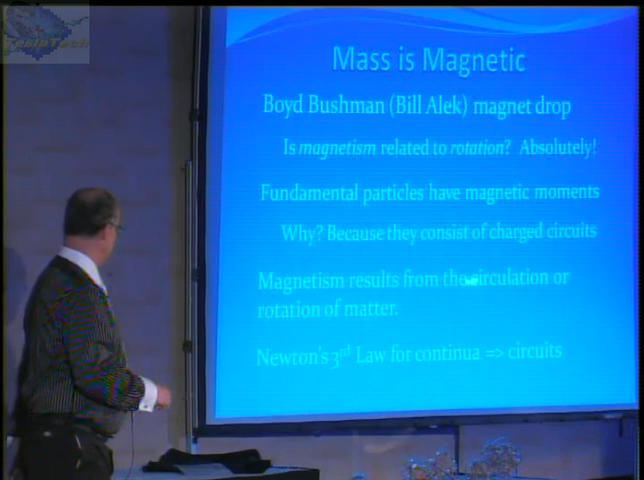 TeslaTech
Mass is Magnetic
Boyd Bushman (Bill Alek) magnet drop
Is magnetism related to rotation? Absolutely!
Fundamental particles have magnetic moments
Why? Because they consist of charged circuits
Magnetism results from the circulation or
rotation of matter.
Newton's 3rd Law for continua => circuits